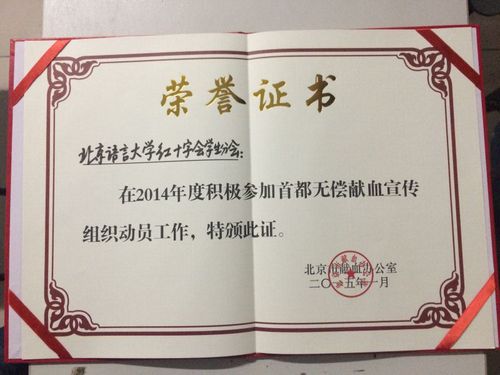 荣誉证书
北京语言大学红十字会学生分会:
在2014年度积极参加首都无偿献血宣传
组织动员工作,特颁此证。
北京市献血办公室
二〇一五年一月